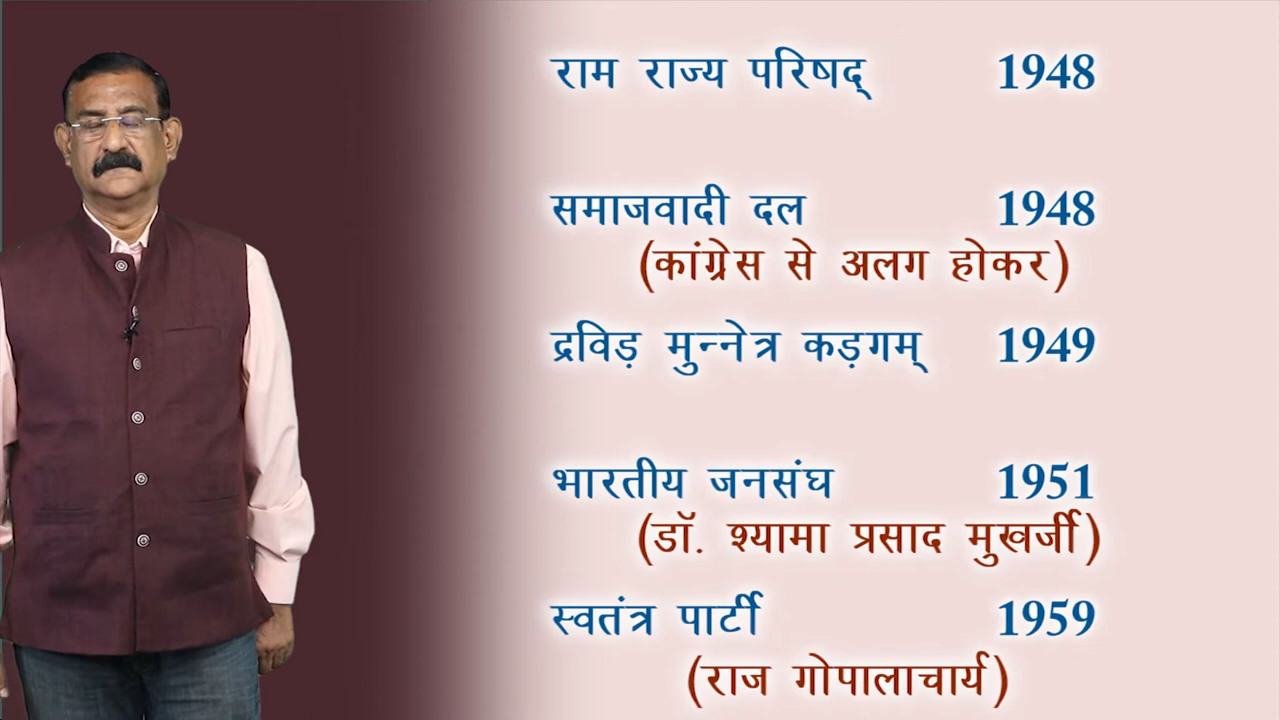 राम राज्य परिषद् 1948
समाजवादी दल 1948
(कांग्रेस से अलग होकर)
द्रविड़ मुन्नेत्र कड़गम् 1949
भारतीय जनसंघ 1951
(डॉ. श्यामा प्रसाद मुखर्जी)
स्वतंत्र पार्टी 1959
(राज गोपालाचार्य)